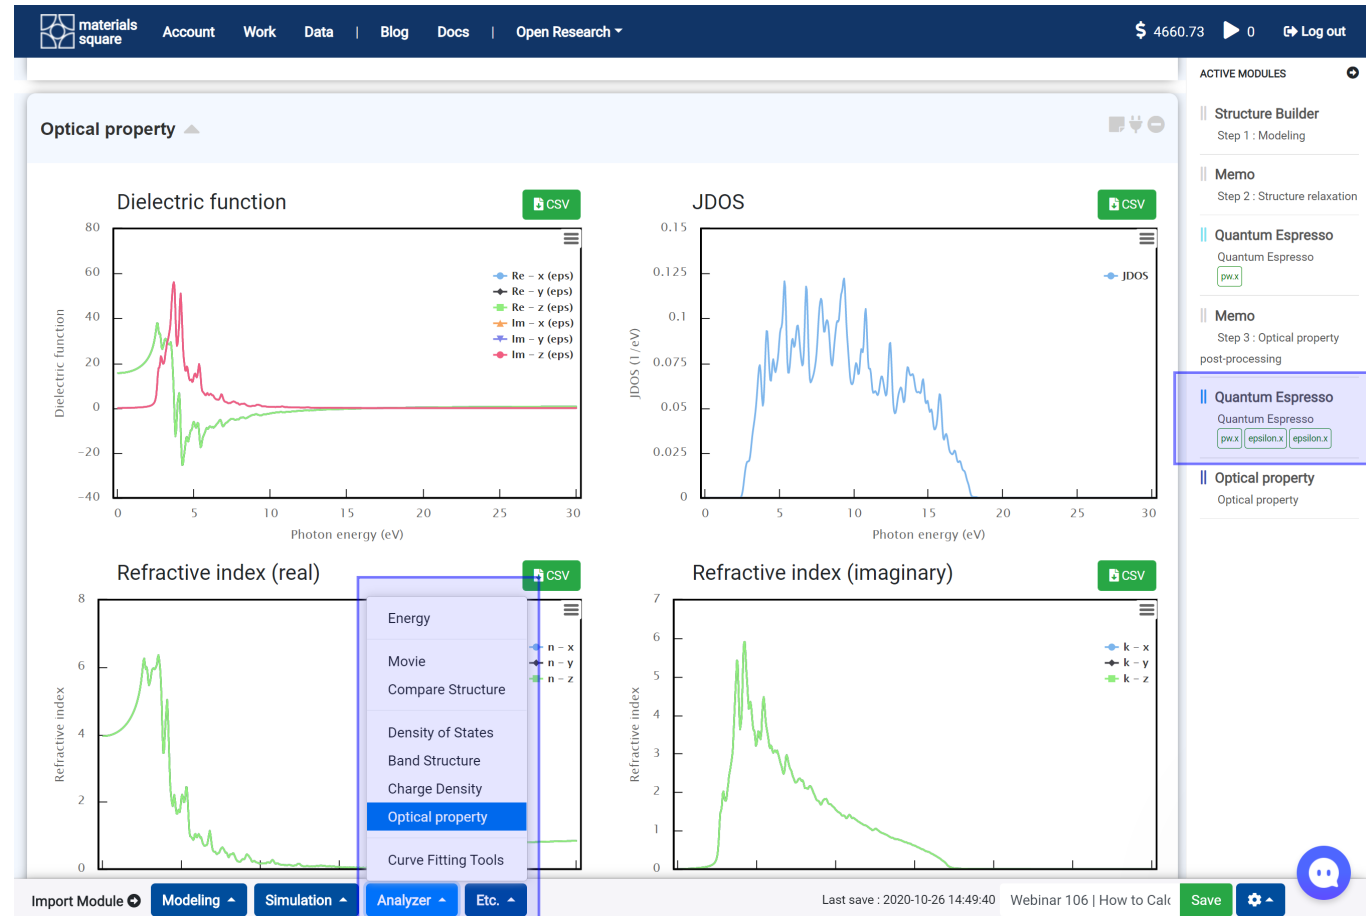 materials square
Account
Work
Data
|
Blog
Docs
|
Open Research
$ 4660.73
0
Log out
Optical property
Dielectric function
CSV
80
60
40
20
0
-20
-40
Dielectric function
0 5 10 15 20 25 30
Photon energy (eV)
Re - x (eps)
Re - y (eps)
Re - z (eps)
Im - x (eps)
Im - y (eps)
Im - z (eps)
JDOS
CSV
0.15
0.125
0.1
0.075
0.05
0.025
0
JDOS (1/eV)
0 5 10 15 20 25 30
Photon energy (eV)
JDOS
Refractive index (real)
CSV
8
6
4
2
0
Refractive index
n - x
n - y
n - z
Refractive index (imaginary)
CSV
7
6
5
4
3
2
1
0
Refractive index
k - x
k - y
k - z
Energy
Movie
Compare Structure
Density of States
Band Structure
Charge Density
Optical property
Curve Fitting Tools
ACTIVE MODULES
Structure Builder
Step 1 : Modeling
Memo
Step 2 : Structure relaxation
Quantum Espresso
Quantum Espresso
pw.x
Memo
Step 3 : Optical property
post-processing
Quantum Espresso
Quantum Espresso
pw.x epsilon.x epsilon.x
Optical property
Optical property
Import Module
Modeling
Simulation
Analyzer
Etc.
Last save : 2020-10-26 14:49:40
Webinar 106 | How to Calc
Save